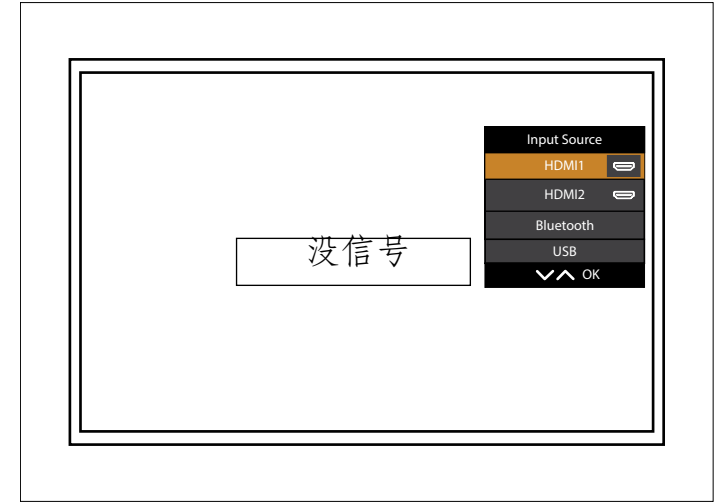 Input Source
HDMI1
HDMI2
Bluetooth
USB
OK
没信号